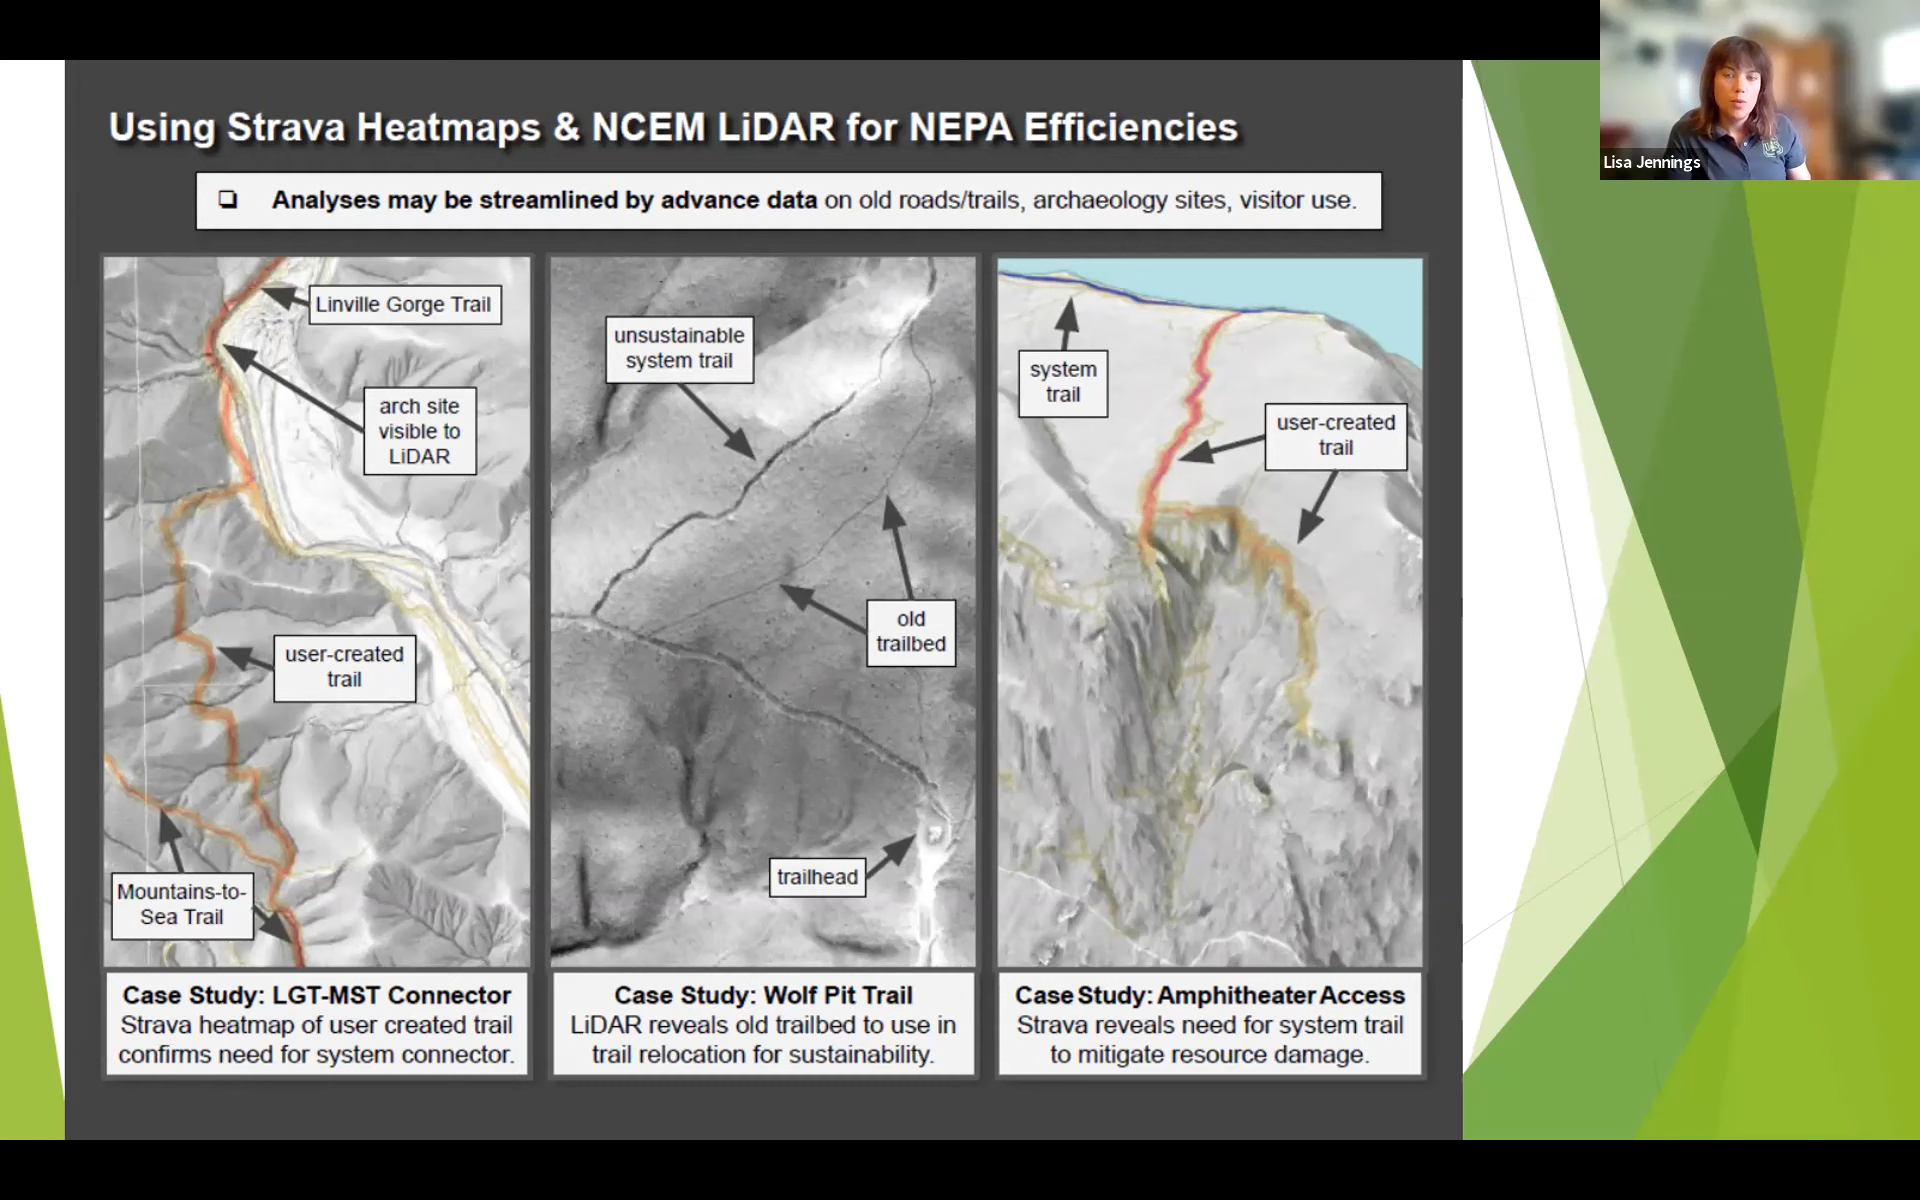 Using Strava Heatmaps & NCEM LiDAR for NEPA Efficiencies
Lisa Jennings
Analyses may be streamlined by advance data on old roads/trails, archaeology sites, visitor use.
Linville Gorge Trail
arch site
visible to
LiDAR
user-created
trail
Mountains-to-
Sea Trail
unsustainable
system trail
old
trailbed
trailhead
system
trail
user-created
trail
Case Study: LGT-MST Connector
Strava heatmap of user created trail
confirms need for system connector.
Case Study: Wolf Pit Trail
LiDAR reveals old trailbed to use in
trail relocation for sustainability.
Case Study: Amphitheater Access
Strava reveals need for system trail
to mitigate resource damage.